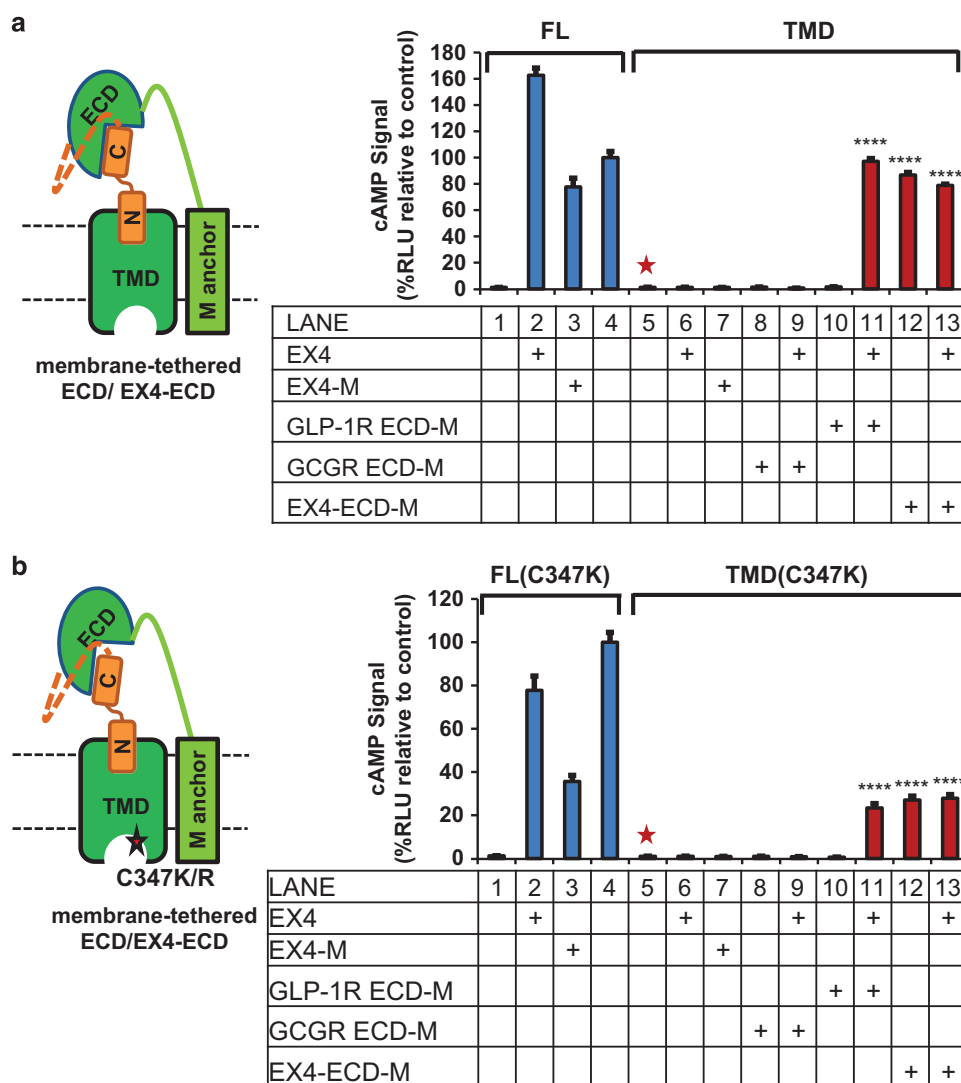 a
ECD
C
N
TMD
M anchor
membrane-tethered
ECD/ EX4-ECD
FL
TMD
cAMP Signal
(%RLU relative to control)
180
160
140
120
100
80
60
40
20
0
****
****
****
LANE 1 2 3 4 5 6 7 8 9 10 11 12 13
EX4 + + + + +
EX4-M + +
GLP-1R ECD-M + +
GCGR ECD-M + +
EX4-ECD-M + +
b
ECD
C
N
TMD
M anchor
C347K/R
membrane-tethered
ECD/EX4-ECD
FL(C347K)
TMD(C347K)
cAMP Signal
(%RLU relative to control)
120
100
80
60
40
20
0
****
****
****
LANE 1 2 3 4 5 6 7 8 9 10 11 12 13
EX4 + + + + +
EX4-M + +
GLP-1R ECD-M + +
GCGR ECD-M + +
EX4-ECD-M + +